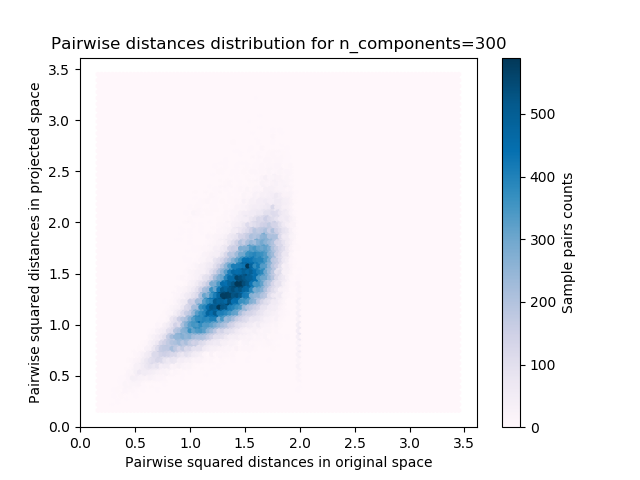 Pairwise distances distribution for n_components=300
Pairwise squared distances in projected space
3.5
3.0
2.5
2.0
1.5
1.0
0.5
0.0
0.0 0.5 1.0 1.5 2.0 2.5 3.0 3.5
Pairwise squared distances in original space
500
400
300
200
100
0
Sample pairs counts